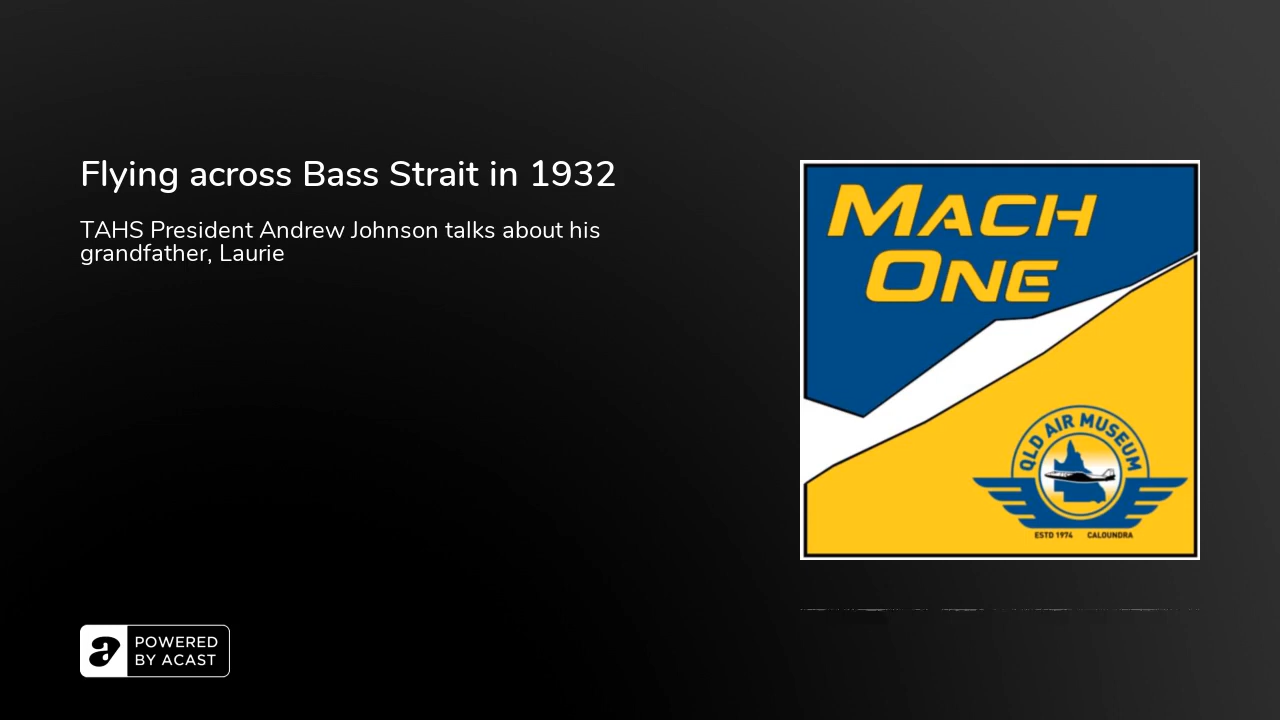 Flying across Bass Strait in 1932
TAHS President Andrew Johnson talks about his
grandfather, Laurie
MACH
ONE
QLD AIR MUSEUM
ESTD 1974 CALOUNDRA
a POWERED
BY ACAST